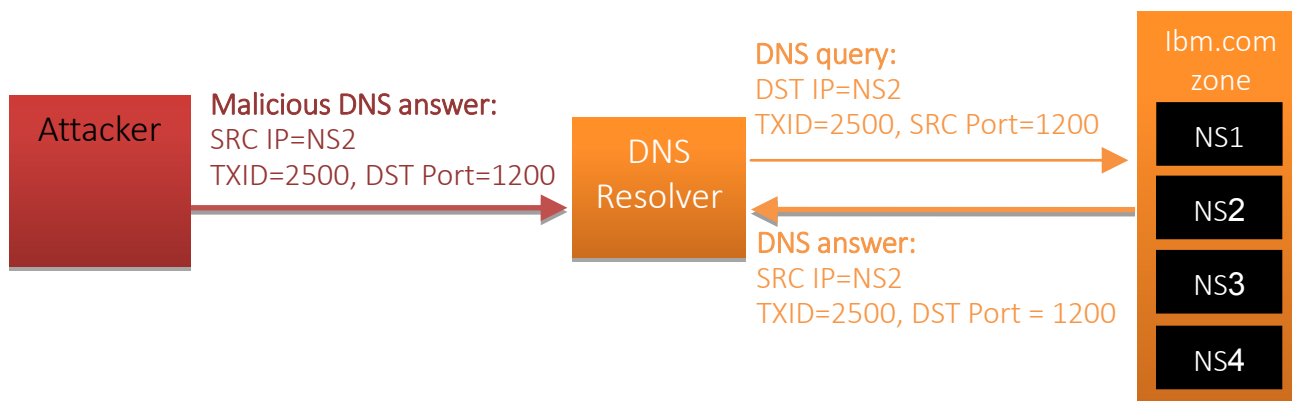 Attacker
Malicious DNS answer:
SRC IP=NS2
TXID=2500, DST Port=1200
DNS
Resolver
DNS query:
DST IP=NS2
TXID=2500, SRC Port=1200
DNS answer:
SRC IP=NS2
TXID=2500, DST Port = 1200
Ibm.com
zone
NS1
NS2
NS3
NS4